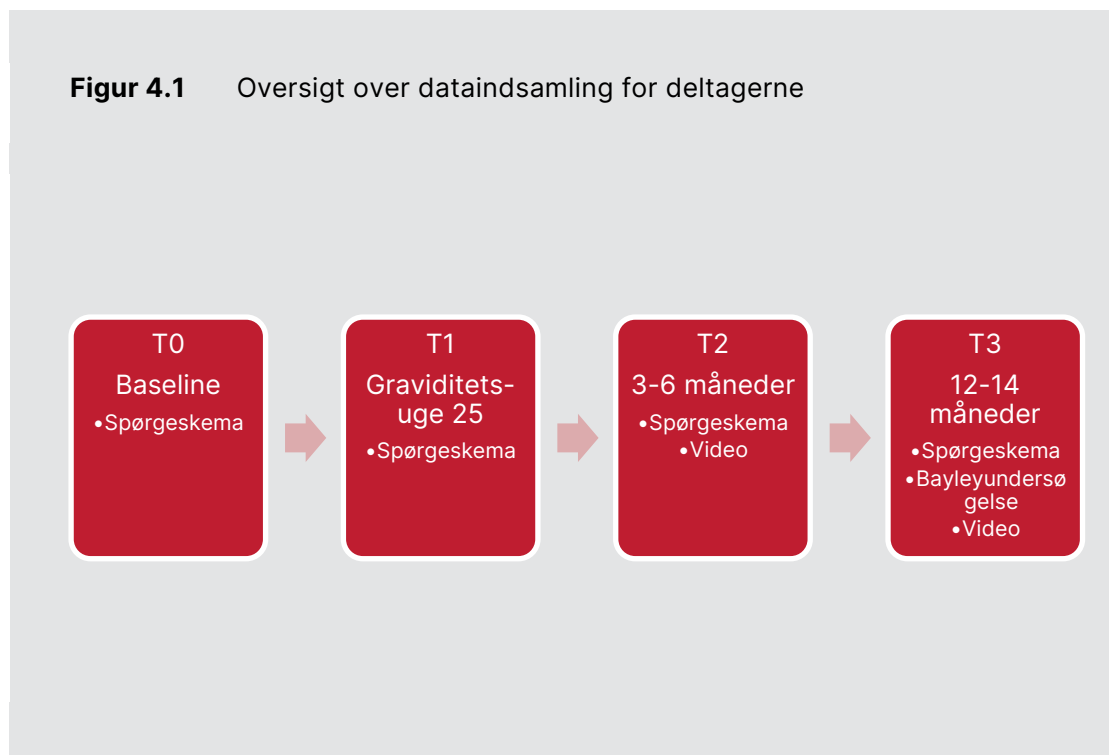 Figur 4.1 Oversigt over dataindsamling for deltagerne
T0
Baseline
•Spørgeskema
T1
Graviditets-
uge 25
•Spørgeskema
T2
3-6 måneder
•Spørgeskema
•Video
T3
12-14
måneder
•Spørgeskema
•Bayleyundersø
gelse
•Video